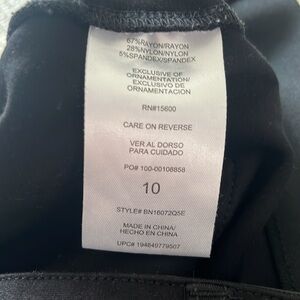 67%RAYON/RAYON
28%NYLON/NYLON
5%SPANDEX/SPANDEX
EXCLUSIVE OF
ORNAMENTATION/
EXCLUSIVO DE
ORNAMENTACION
RN#15600
CARE ON REVERSE
VER AL DORSO
PARA CUIDADO
PO# 100-00108858
10
STYLE# BN16072Q5E
MADE IN CHINA/
HECHO EN CHINA
UPC# 194849779507